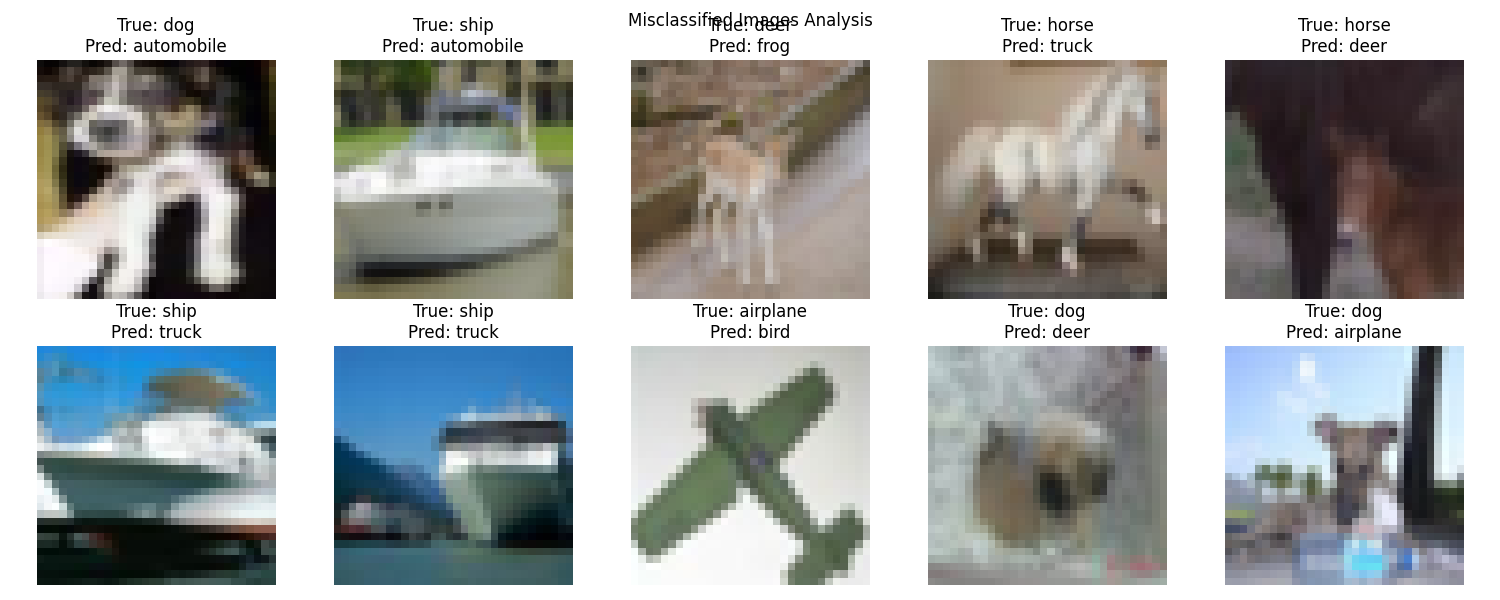 Misclassified Images Analysis
True: dog
Pred: automobile
True: ship
Pred: automobile
True: deer
Pred: frog
True: horse
Pred: truck
True: horse
Pred: deer
True: ship
Pred: truck
True: ship
Pred: truck
True: airplane
Pred: bird
True: dog
Pred: deer
True: dog
Pred: airplane